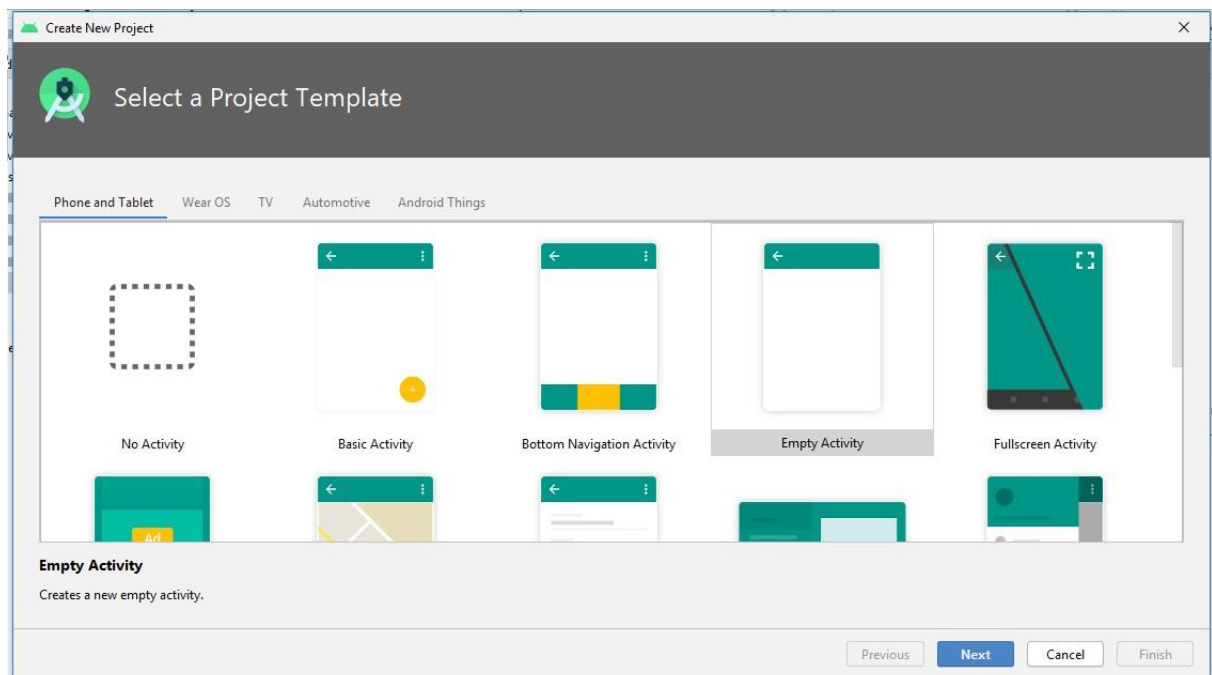 Create New Project
Select a Project Template
Phone and Tablet Wear OS TV Automotive Android Things
No Activity Basic Activity Bottom Navigation Activity Empty Activity Fullscreen Activity
Ad
Empty Activity
Creates a new empty activity.
Previous Next Cancel Finish